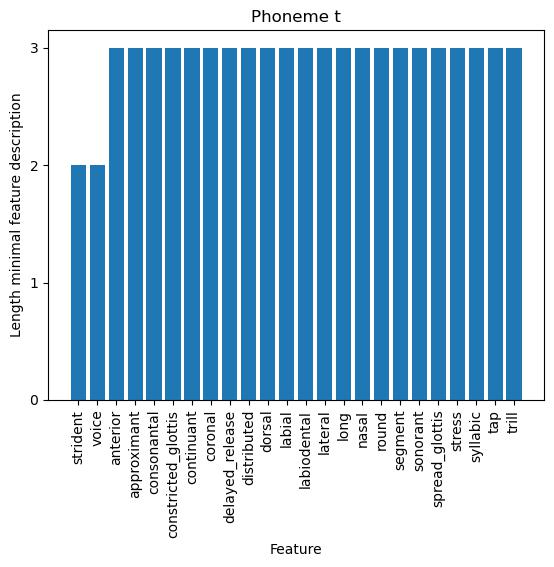 Phoneme t
Length minimal feature description
3
2
1
0
strident
voice
anterior
approximant
consonantal
constricted_glottis
continuant
coronal
delayed_release
distributed
dorsal
labial
labiodental
lateral
long
nasal
round
segment
sonorant
spread_glottis
stress
syllabic
tap
trill
Feature